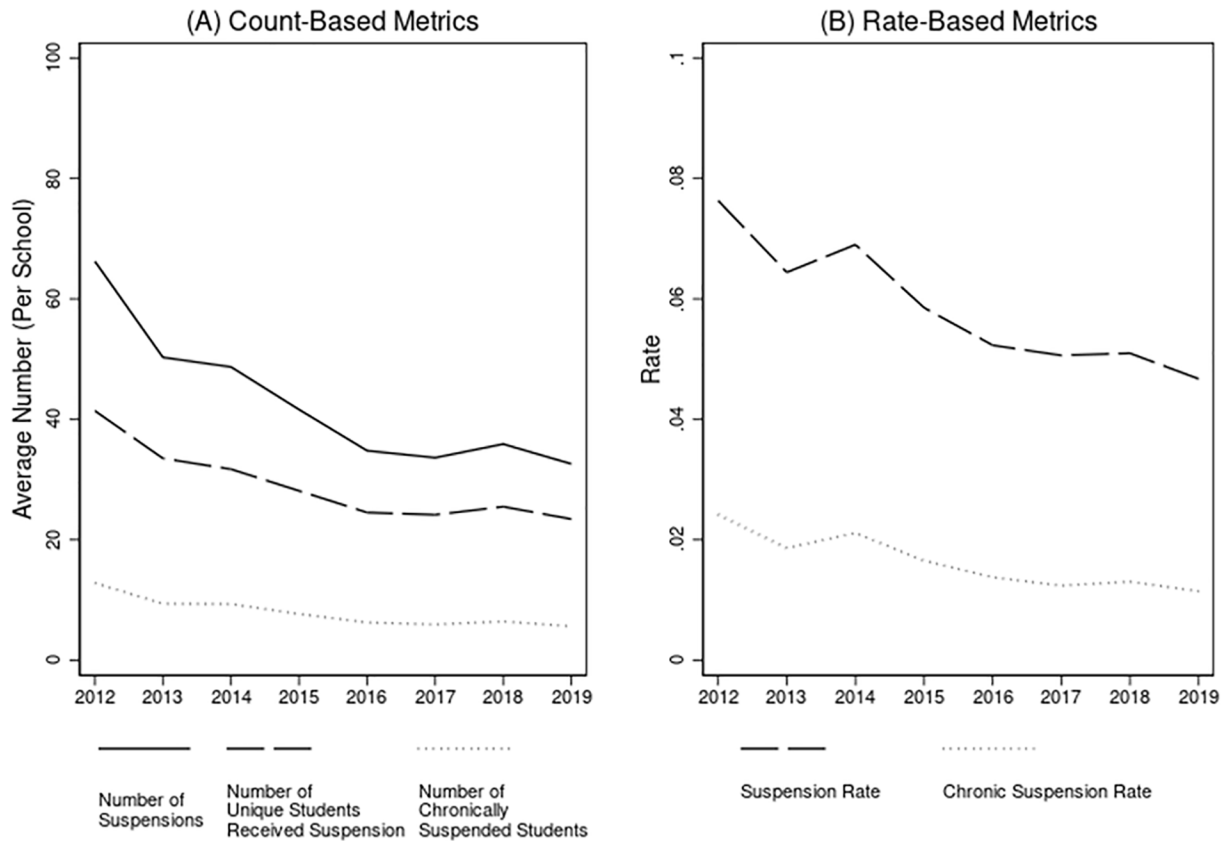 (A) Count-Based Metrics
Average Number (Per School)
100
80
60
40
20
0
2012 2013 2014 2015 2016 2017 2018 2019
Number of
Suspensions
Number of
Unique Students
Received Suspension
Number of
Chronically
Suspended Students
(B) Rate-Based Metrics
Rate
.1
.08
.06
.04
.02
0
2012 2013 2014 2015 2016 2017 2018 2019
Suspension Rate
Chronic Suspension Rate